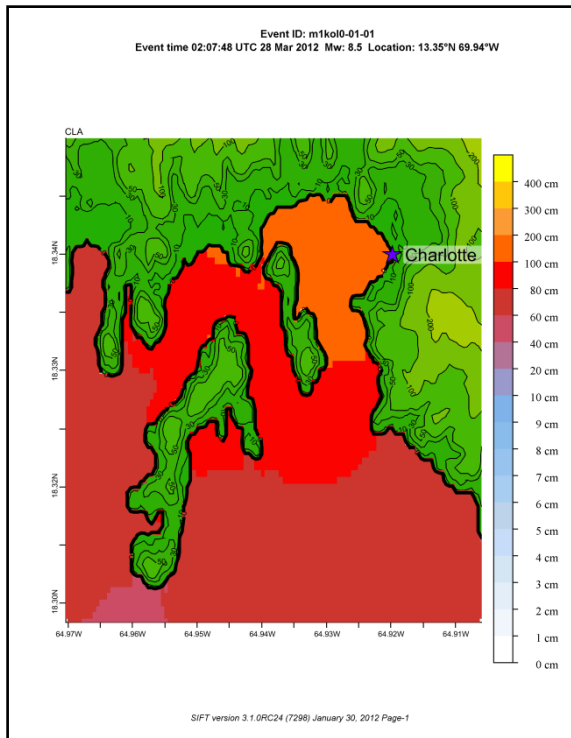 Event ID: m1kol0-01-01
Event time 02:07:48 UTC 28 Mar 2012 Mw: 8.5 Location: 13.35°N 69.94°W
CLA
Charlotte
18.34N
18.33N
18.32N
18.30N
64.97W 64.96W 64.95W 64.94W 64.93W 64.92W 64.91W
400 cm
300 cm
200 cm
100 cm
80 cm
60 cm
40 cm
20 cm
10 cm
9 cm
8 cm
7 cm
6 cm
5 cm
4 cm
3 cm
2 cm
1 cm
0 cm
SIFT version 3.1.0RC24 (7298) January 30, 2012 Page-1